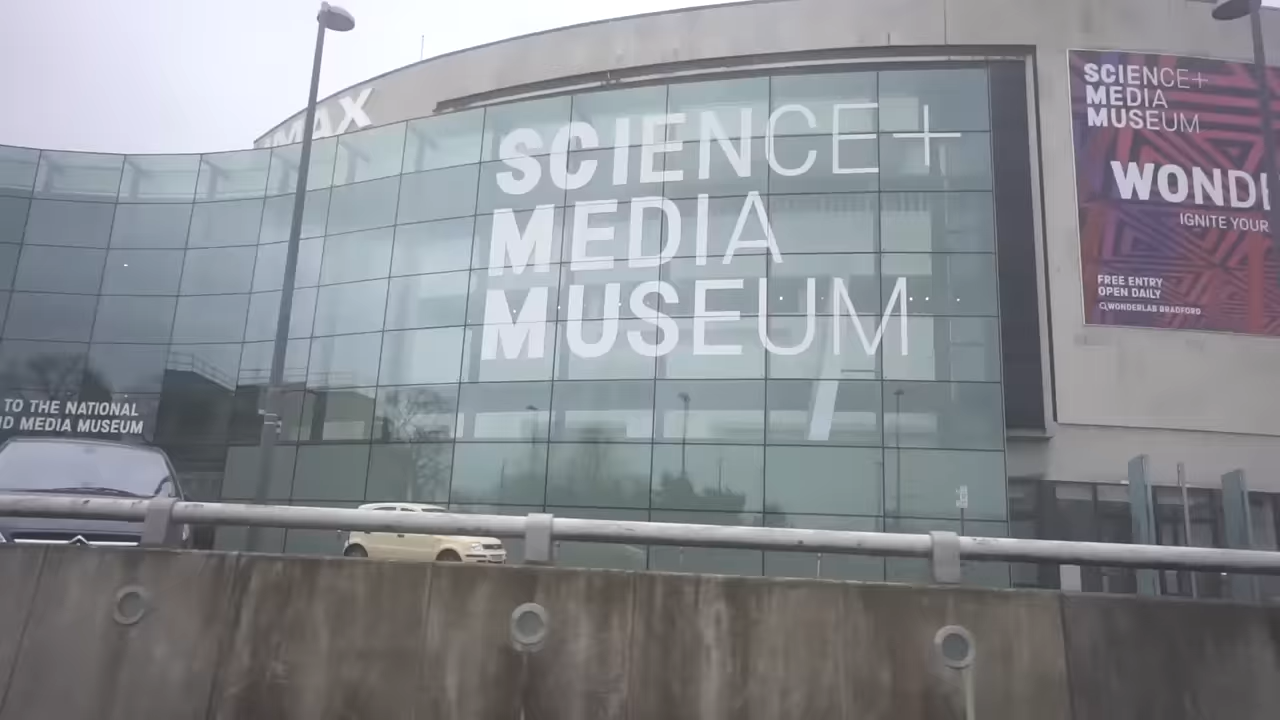 IMAX
SCIENCE+
MEDIA
MUSEUM
SCIENCE+
MEDIA
MUSEUM
IGNITE YOUR
FREE ENTRY
OPEN DAILY
WONDERLAB BRADFORD
TO THE NATIONAL
MEDIA MUSEUM